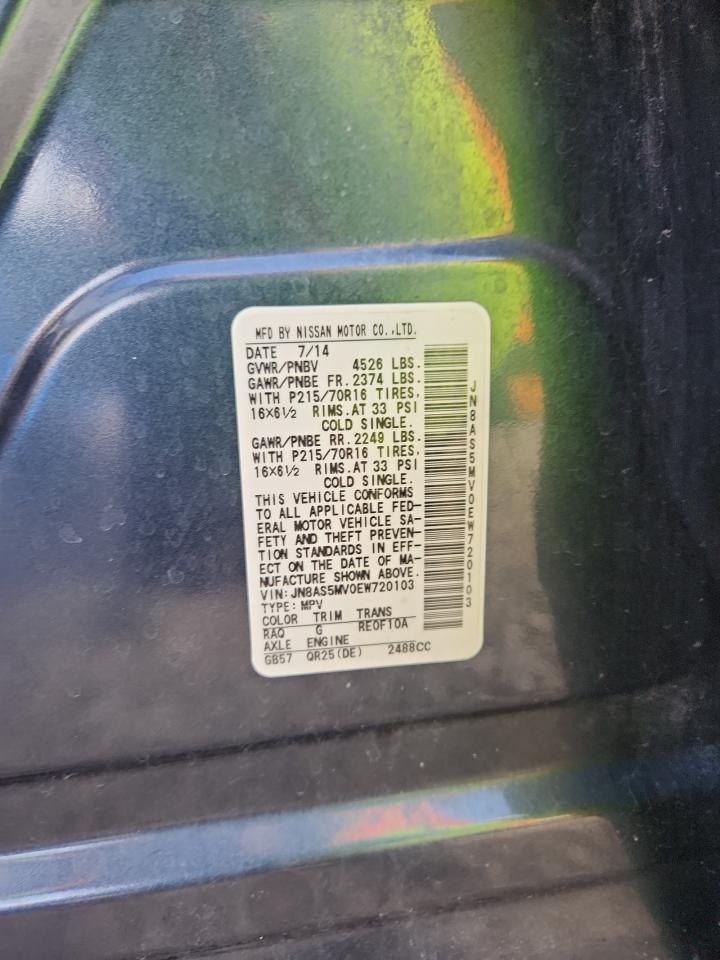 MFD BY NISSAN MOTOR CO.,LTD.
DATE 7/14
GVWR/PNBV 4526 LBS.
GAWR/PNBE FR. 2374 LBS.
WITH P215/70R16 TIRES,
16×6½ RIMS.AT 33 PSI
COLD SINGLE.
GAWR/PNBE RR. 2249 LBS.
WITH P215/70R16 TIRES,
16×6½ RIMS.AT 33 PSI
COLD SINGLE.
THIS VEHICLE CONFORMS
TO ALL APPLICABLE FED-
ERAL MOTOR VEHICLE SA-
FETY AND THEFT PREVEN-
TION STANDARDS IN EFF-
ECT ON THE DATE OF MA-
NUFACTURE SHOWN ABOVE.
VIN:JN8AS5MV0EW720103
TYPE:MPV
COLOR TRIM TRANS
RAQ G RE0F10A
AXLE ENGINE
GB57 QR25(DE) 2488CC
JN8AS5MV0EW720103